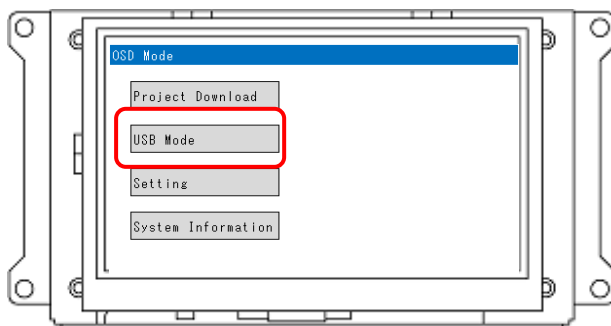 OSD Mode
Project Download
USB Mode
Setting
System Information